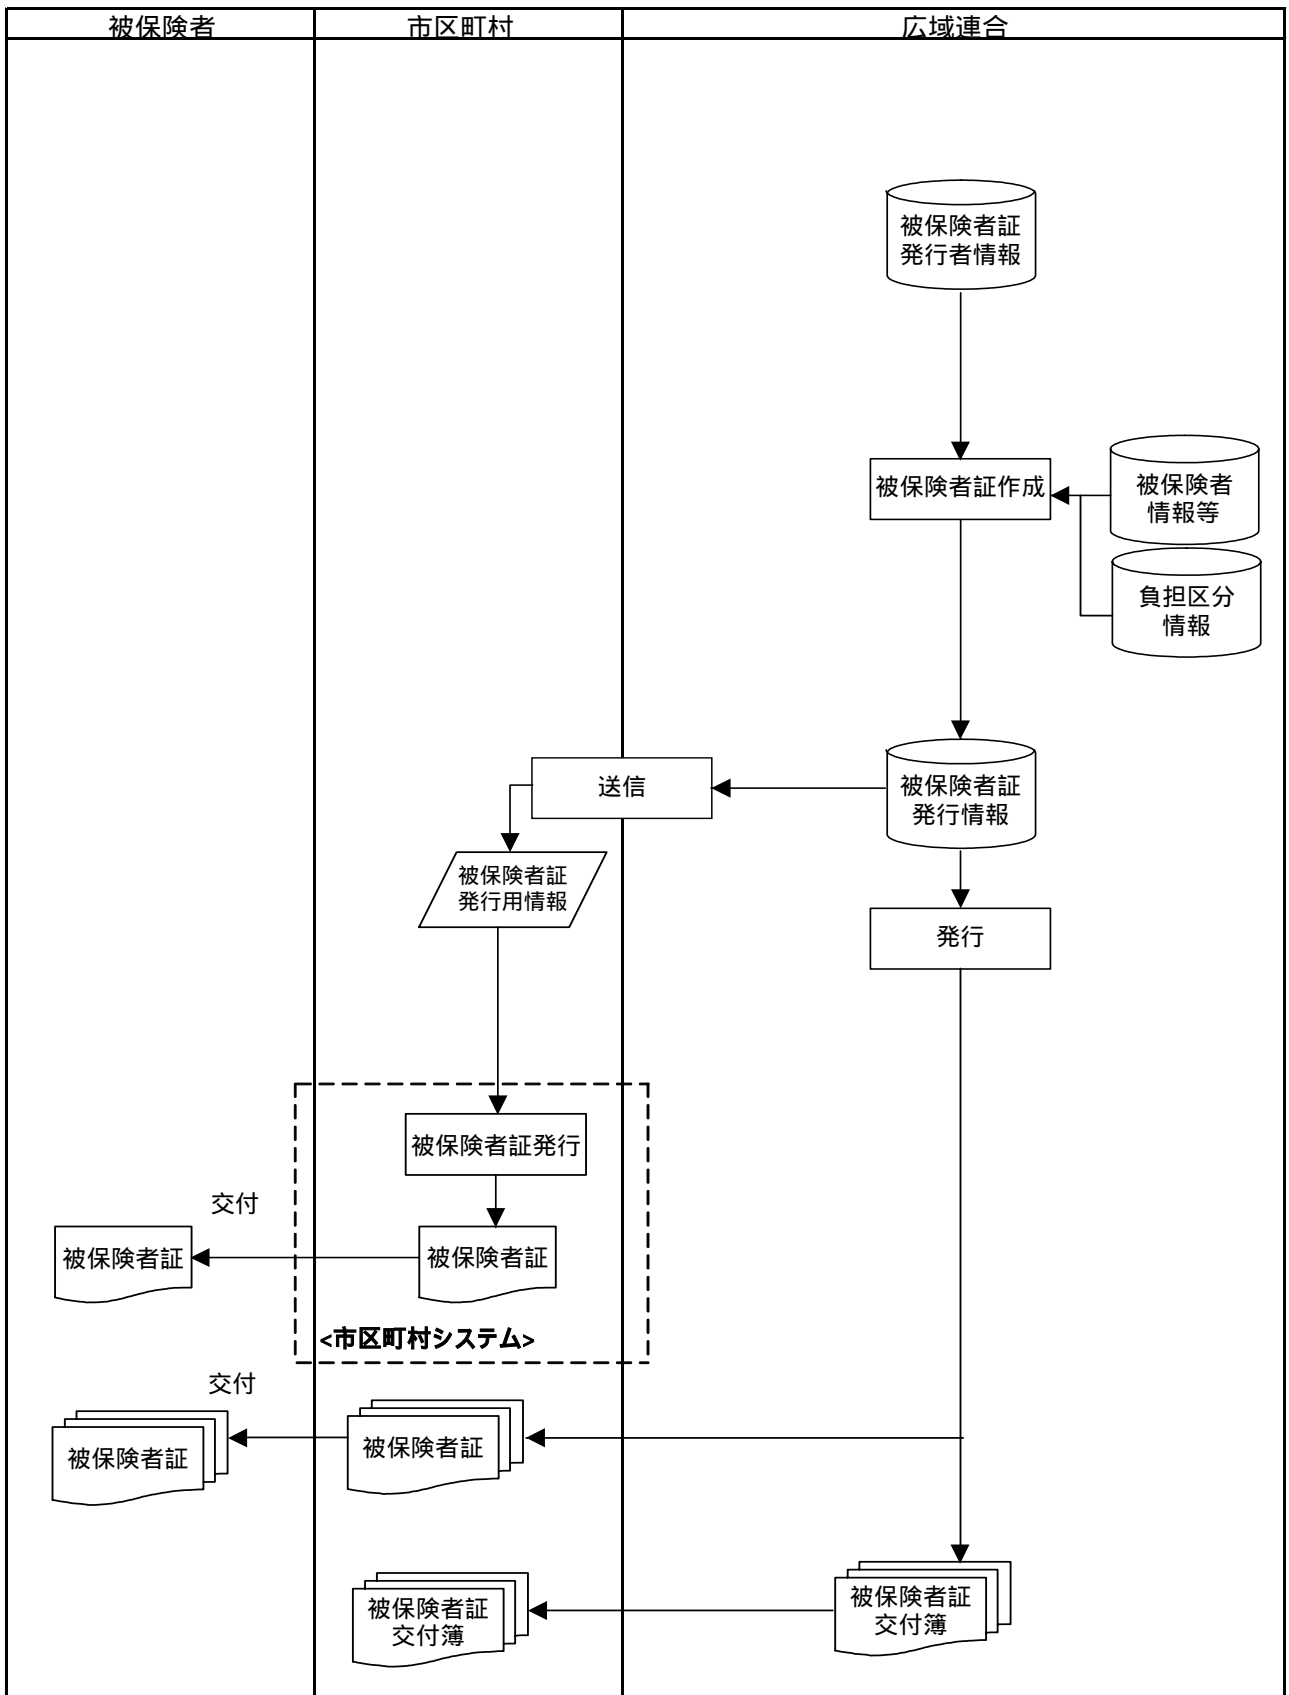 被保険者
市区町村
広域連合
被保険者証
発行者情報
被保険者証作成
被保険者
情報等
負担区分
情報
送信
被保険者証
発行情報
被保険者証
発行用情報
発行
被保険者証発行
交付
被保険者証
被保険者証
<市区町村システム>
交付
被保険者証
被保険者証
被保険者証
交付簿
被保険者証
交付簿